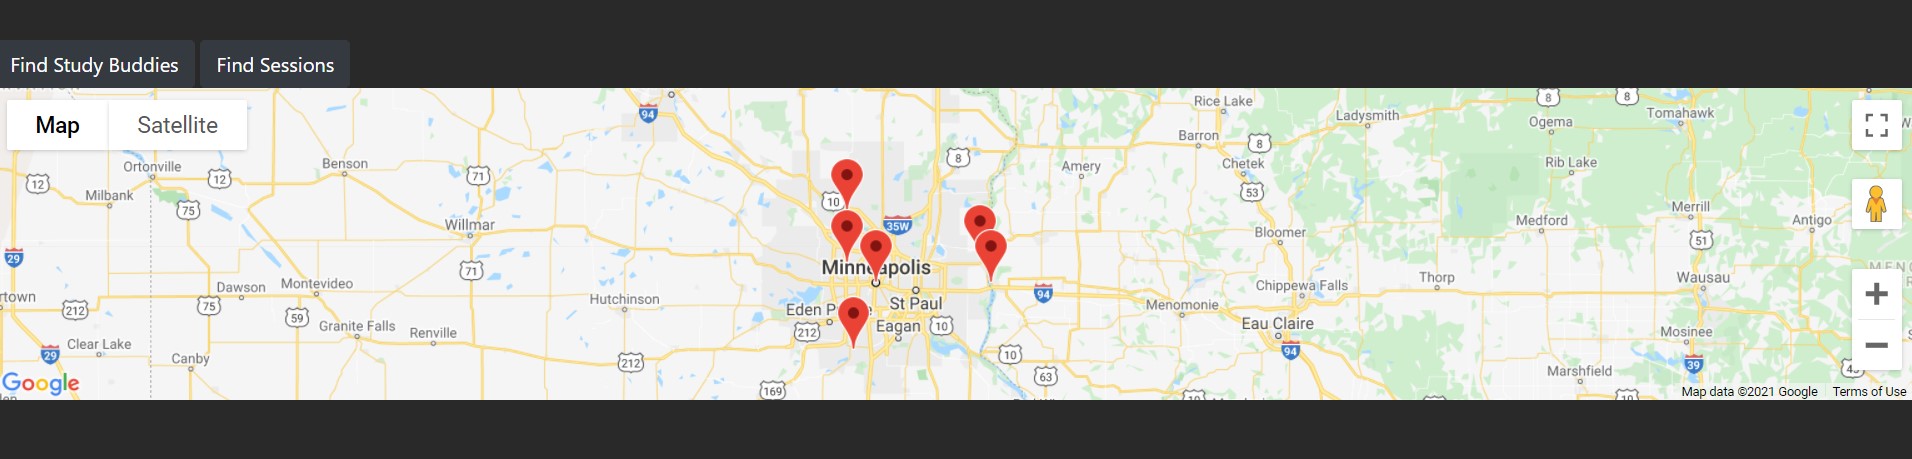 Find Study Buddies
Find Sessions
Map
Satellite
94
Rice Lake
8
8
Ladysmith
Ogema
Tomahawk
Barron
8
Ortonville
Benson
8
Amery
Chetek
Rib Lake
12
12
71
Milbank
53
10
75
Willmar
35W
Merrill
Medford
Antigo
Bloomer
51
29
71
Minneapolis
Thorp
Wausau
Dawson
Montevideo
Chippewa Falls
94
rtown
Hutchinson
St Paul
Menomonie
212
75
59
Eden P e
Granite Falls
Renville
212
Eagan
10
Eau Claire
Mosinee
Clear Lake
29
Canby
212
10
94
39
Marshfield
63
169
Google
Map data ©2021 Google
Terms of Use